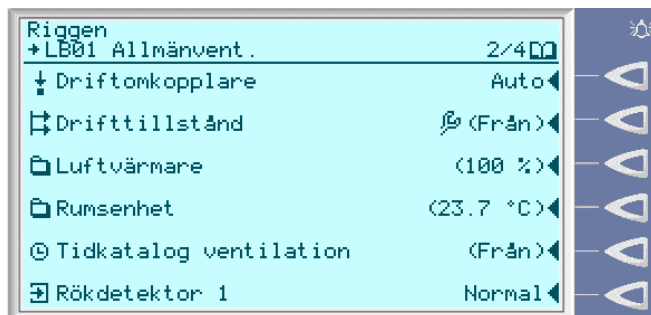 Riggen
LB01 Allmänvent. 2/4
Driftomkopplare Auto
Drifttillstånd (Från)
Luftvärmare (100 %)
Rumsenhet (23.7 °C)
Tidkatalog ventilation (Från)
Rökdetektor 1 Normal